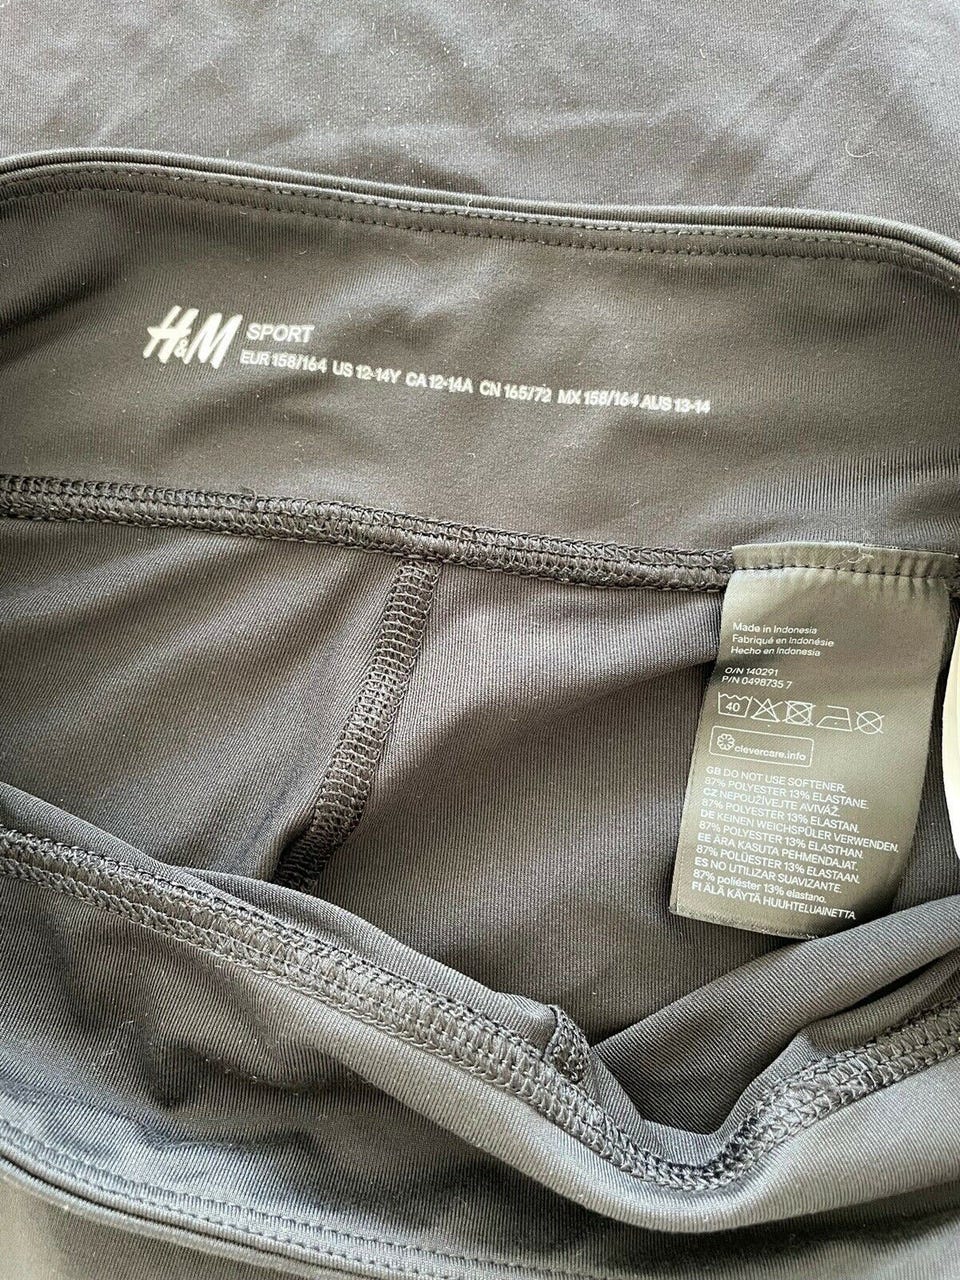 H&M SPORT
EUR 158/164 US 12-14Y CA 12-14A CN 165/72 MX 158/164 AUS 13-14
Made in Indonesia
Fabriqué en Indonésie
Hecho en Indonesia
O/N 140291
P/N 0498735 7
40
clevercare.info
GB DO NOT USE SOFTENER.
87% POLYESTER 13% ELASTANE.
CZ NEPOUŽÍVEJTE AVIVÁŽ.
87% POLYESTER 13% ELASTAN.
DE KEINEN WEICHSPÜLER VERWENDEN.
87% POLYESTER 13% ELASTHAN.
EE ÄRA KASUTA PEHMENDAJAT.
87% POLÜESTER 13% ELASTAAN.
ES NO UTILIZAR SUAVIZANTE.
87% poliéster 13% elastano.
FI ÄLÄ KÄYTÄ HUUHTELUAINETTA